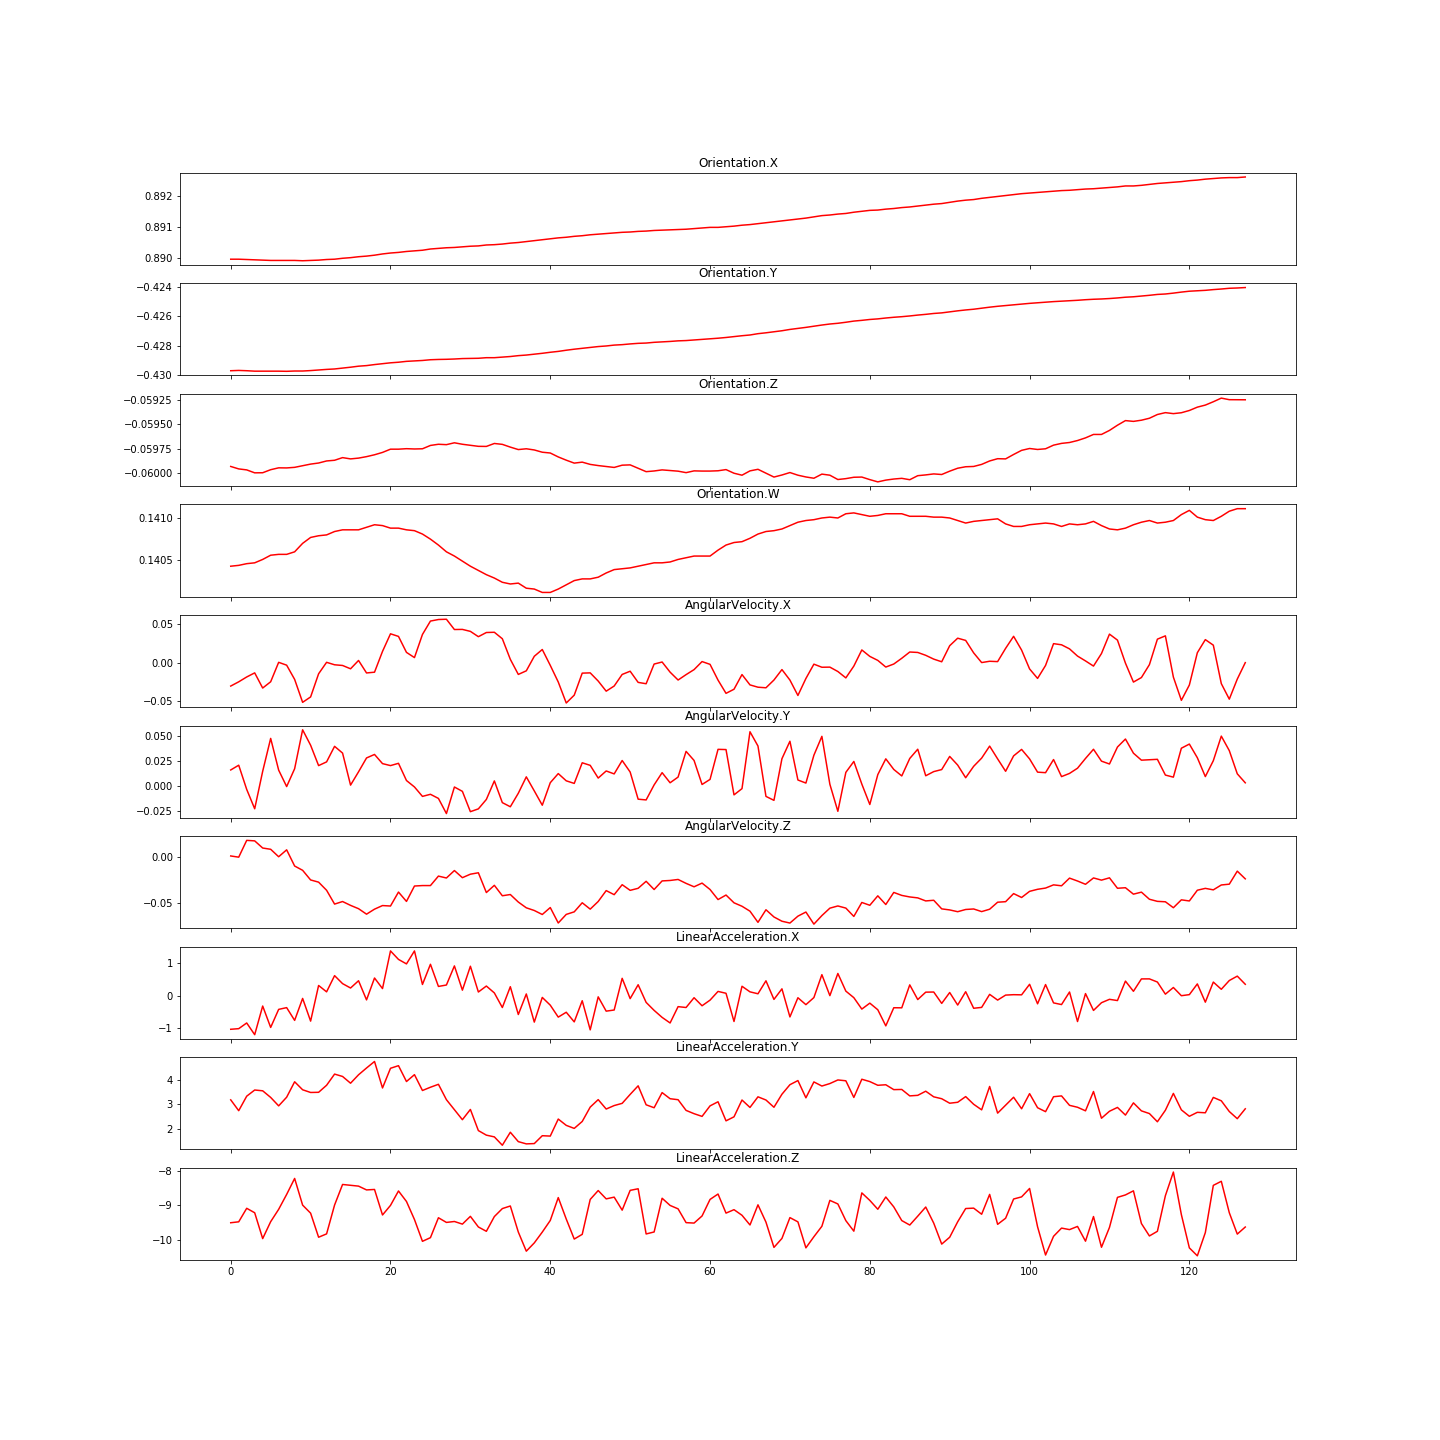 Orientation.X
0.892
0.891
0.890
Orientation.Y
−0.424
−0.426
−0.428
−0.430
Orientation.Z
−0.05925
−0.05950
−0.05975
−0.06000
Orientation.W
0.1410
0.1405
AngularVelocity.X
0.05
0.00
−0.05
AngularVelocity.Y
0.050
0.025
0.000
−0.025
AngularVelocity.Z
0.00
−0.05
LinearAcceleration.X
1
0
−1
LinearAcceleration.Y
4
3
2
LinearAcceleration.Z
−8
−9
−10
0 20 40 60 80 100 120